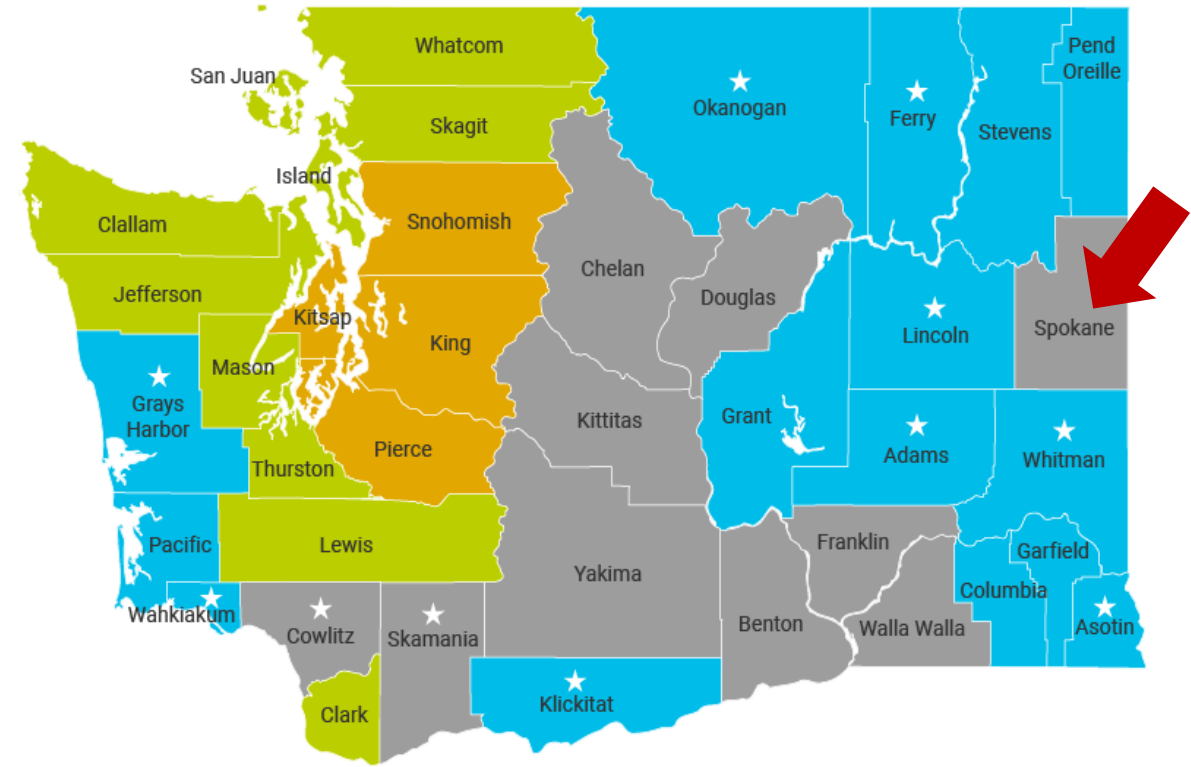 Whatcom
San Juan
Skagit
Island
Clallam
Snohomish
Jefferson
Kitsap
King
Mason
Grays
Harbor
Pierce
Thurston
Pacific
Lewis
Wahkiakum
Cowlitz
Skamania
Clark
Okanogan
Ferry
Stevens
Pend
Oreille
Chelan
Douglas
Lincoln
Spokane
Kittitas
Grant
Adams
Whitman
Yakima
Franklin
Garfield
Columbia
Benton
Walla Walla
Asotin
Klickitat